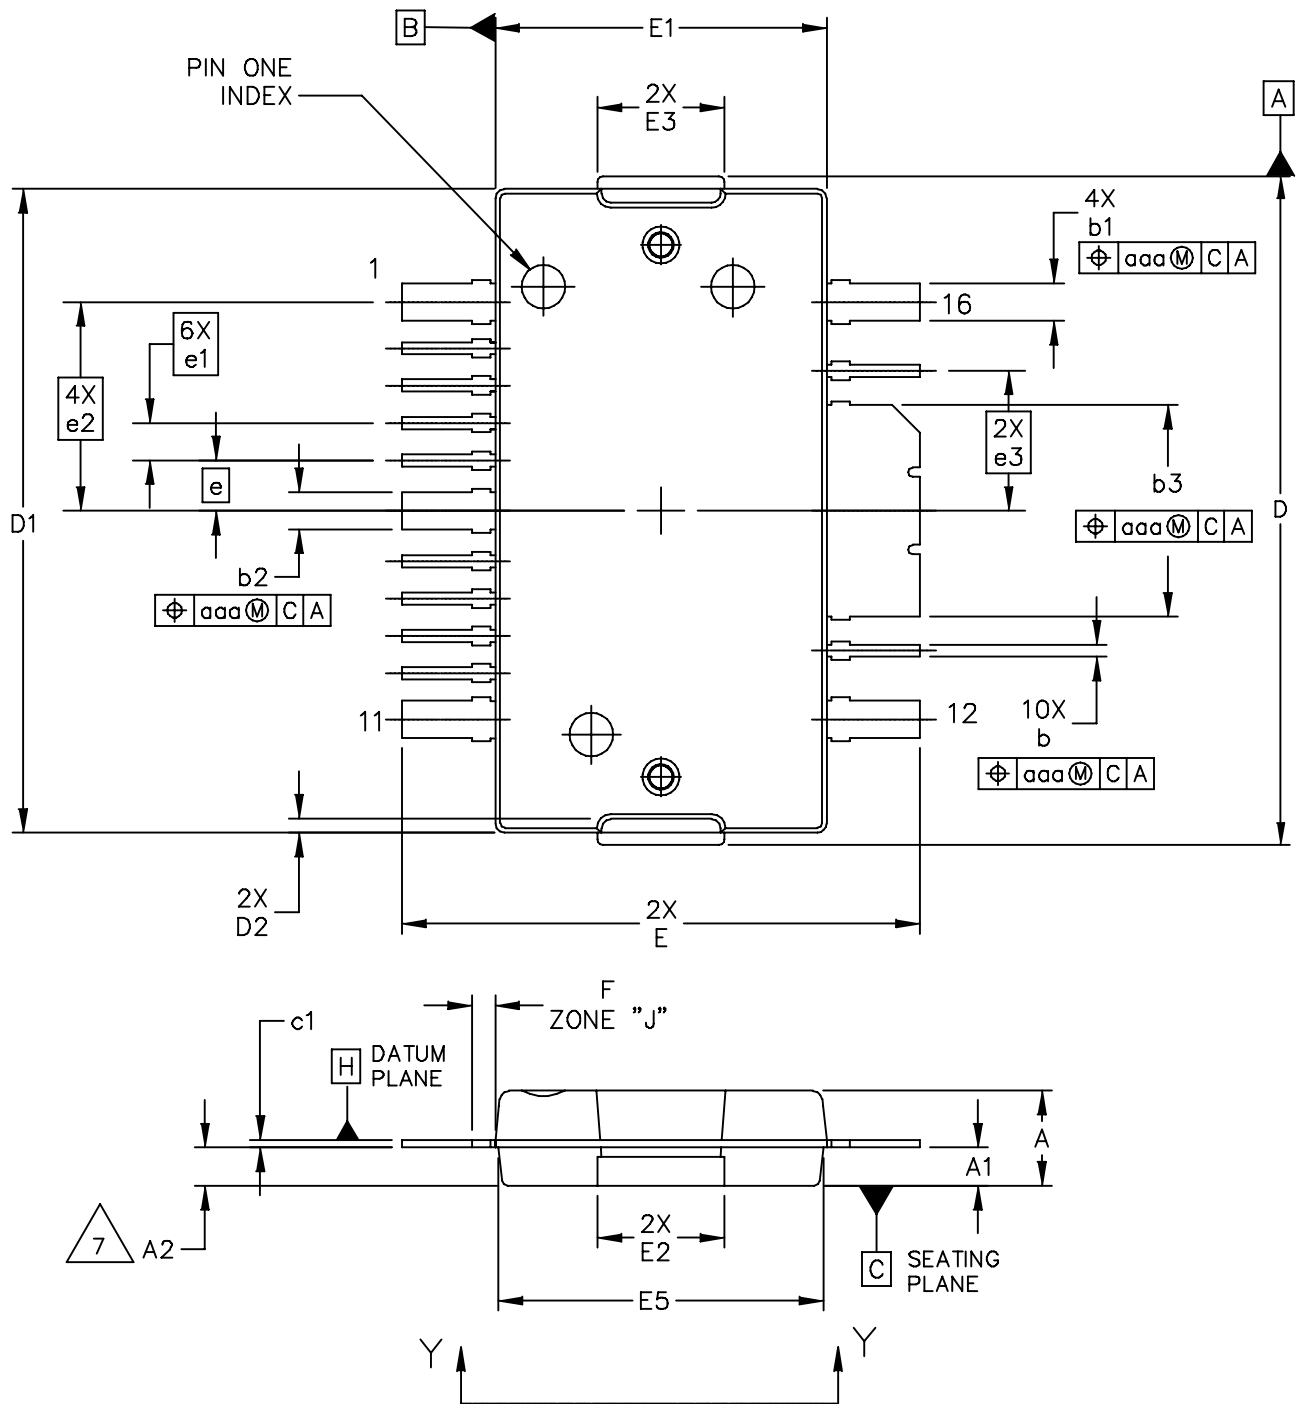 B
E1
PIN ONE
INDEX
2X
E3
A
4X
b1
⌖ aaa Ⓜ C A
1
16
6X
e1
4X
e2
2X
e3
e
b3
D1
D
⌖ aaa Ⓜ C A
b2
⌖ aaa Ⓜ C A
11
12
10X
b
⌖ aaa Ⓜ C A
2X
D2
2X
E
F
ZONE "J"
c1
H
DATUM
PLANE
A
A1
7
A2
2X
E2
C
SEATING
PLANE
E5
Y
Y